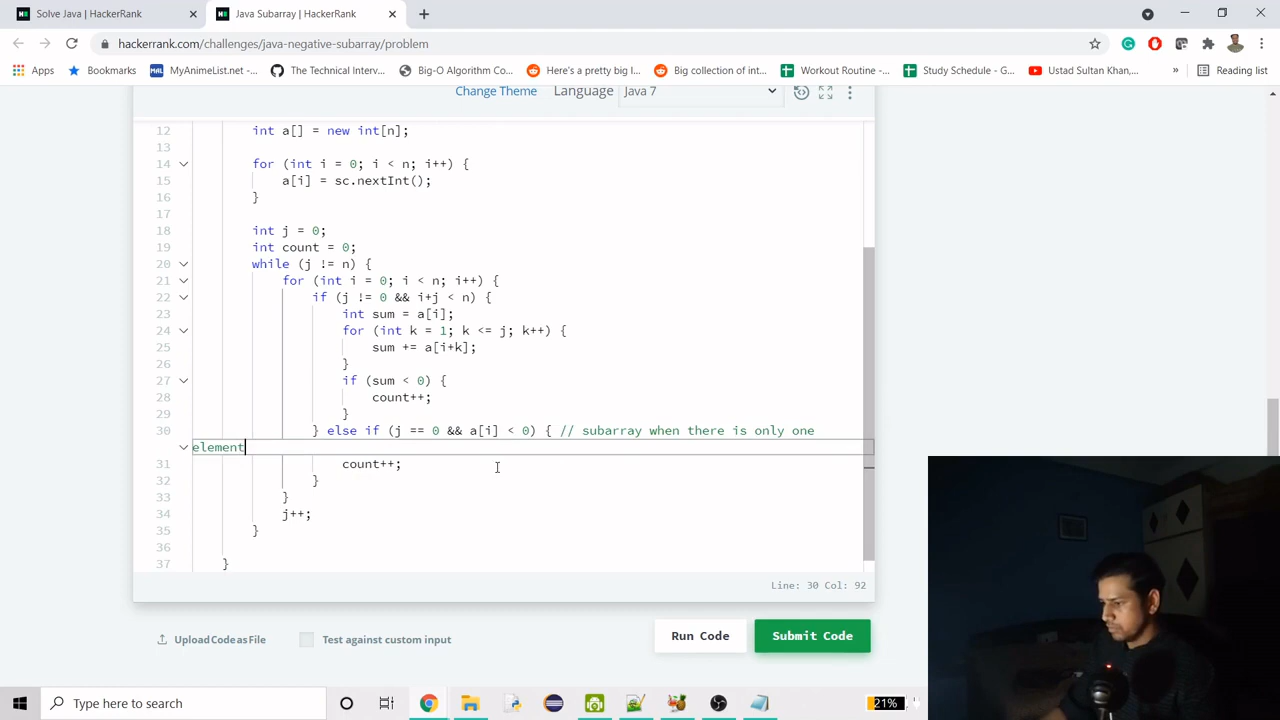 Solve Java | HackerRank
Java Subarray | HackerRank
hackerrank.com/challenges/java-negative-subarray/problem
Apps
Bookmarks
MyAnimeList.net -...
The Technical Interv...
Big-O Algorithm Co...
Here's a pretty big l...
Big collection of int...
Workout Routine -...
Study Schedule - G...
Ustad Sultan Khan,...
»
Reading list
Change Theme Language Java 7
12 int a[] = new int[n];
13
14 for (int i = 0; i < n; i++) {
15 a[i] = sc.nextInt();
16 }
17
18 int j = 0;
19 int count = 0;
20 while (j != n) {
21 for (int i = 0; i < n; i++) {
22 if (j != 0 && i+j < n) {
23 int sum = a[i];
24 for (int k = 1; k <= j; k++) {
25 sum += a[i+k];
26 }
27 if (sum < 0) {
28 count++;
29 }
30 } else if (j == 0 && a[i] < 0) { // subarray when there is only one
element
31 count++;
32 }
33 }
34 j++;
35 }
36
37 }
Line: 30 Col: 92
Upload Code as File
Test against custom input
Run Code
Submit Code
Type here to search
21%